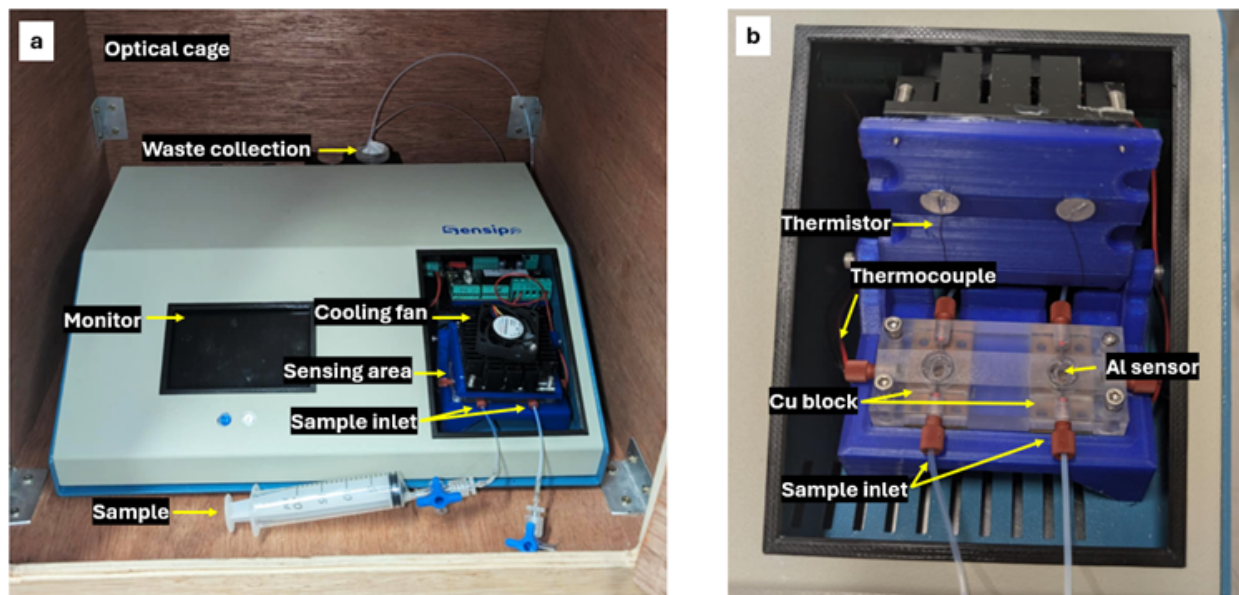 a
Optical cage
Waste collection
Sensip
Monitor
Cooling fan
Sensing area
Sample inlet
Sample
b
Thermistor
Thermocouple
Al sensor
Cu block
Sample inlet